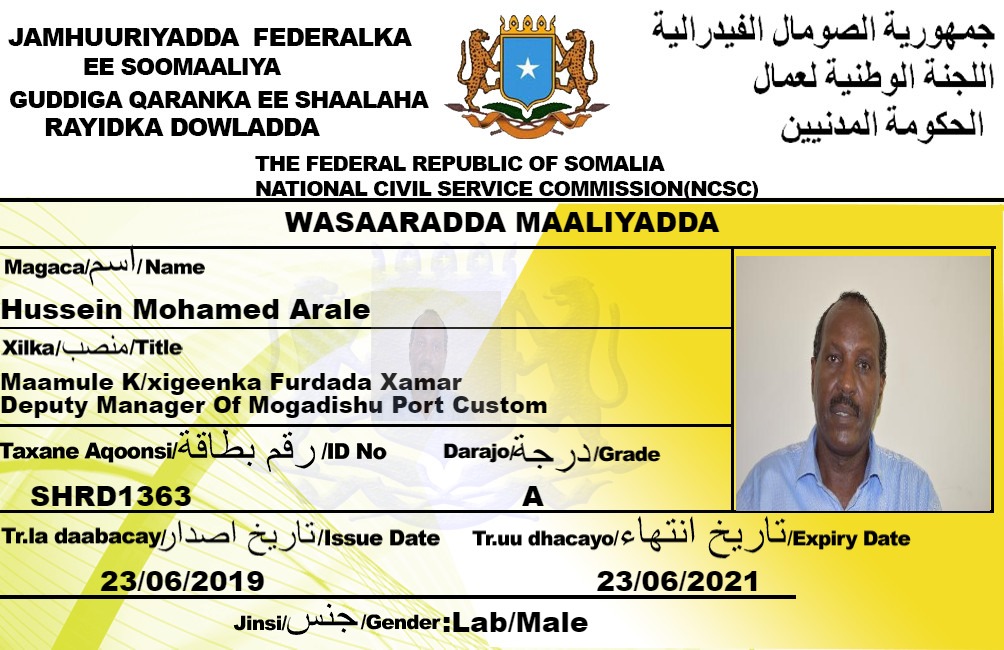 JAMHUURIYADDA FEDERALKA
EE SOOMAALIYA
GUDDIGA QARANKA EE SHAALAHA
RAYIDKA DOWLADDA
جمهورية الصومال الفيدرالية
اللجنة الوطنية لعمال
الحكومة المدنيين
THE FEDERAL REPUBLIC OF SOMALIA
NATIONAL CIVIL SERVICE COMMISSION(NCSC)
WASAARADDA MAALIYADDA
Magaca/اسم/Name
Hussein Mohamed Arale
Xilka/منصب/Title
Maamule K/xigeenka Furdada Xamar
Deputy Manager Of Mogadishu Port Custom
Taxane Aqoonsi/رقم بطاقة/ID No
Darajo/درجة/Grade
SHRD1363
A
Tr.la daabacay/تاريخ اصدار/Issue Date
Tr.uu dhacayo/تاريخ انتهاء/Expiry Date
23/06/2019
23/06/2021
Jinsi/جنس/Gender:Lab/Male